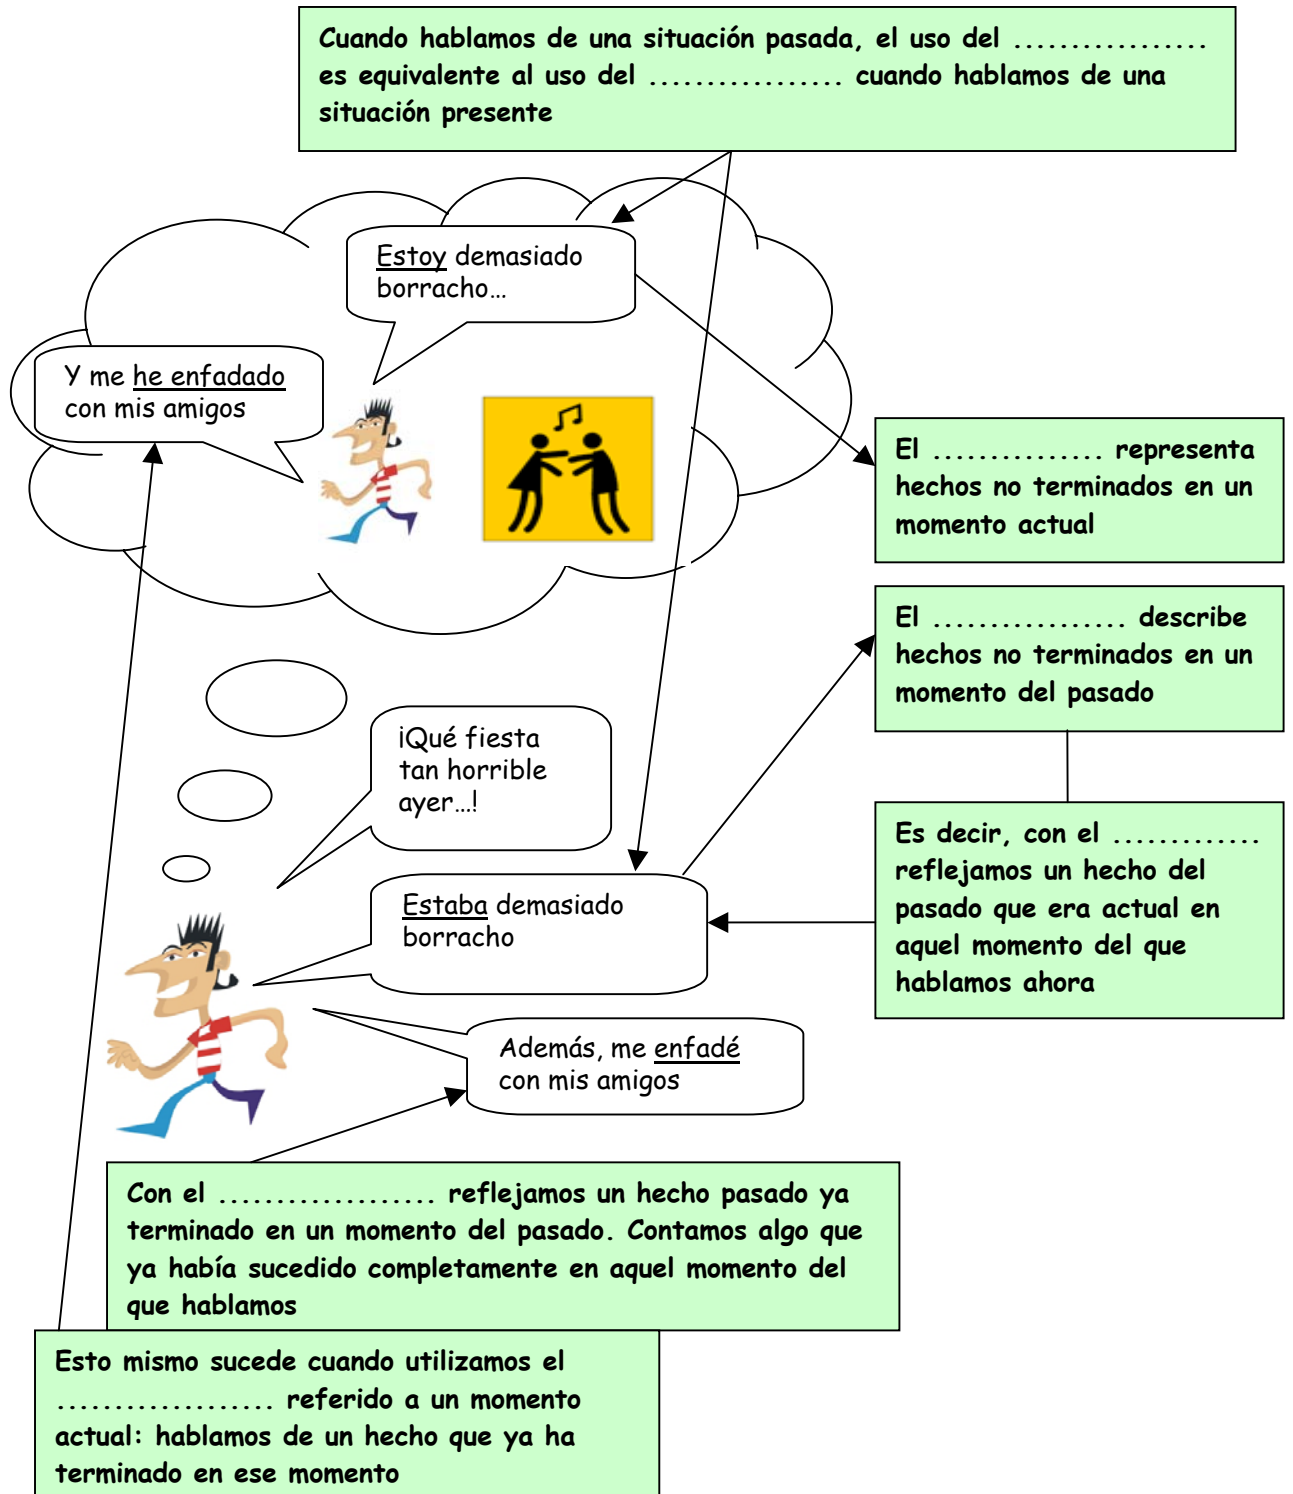 Cuando hablamos de una situación pasada, el uso del .................
es equivalente al uso del ................. cuando hablamos de una
situación presente
Estoy demasiado
borracho...
Y me he enfadado
con mis amigos
El ............... representa
hechos no terminados en un
momento actual
El ................. describe
hechos no terminados en un
momento del pasado
¡Qué fiesta
tan horrible
ayer...!
Es decir, con el .............
reflejamos un hecho del
pasado que era actual en
aquel momento del que
hablamos ahora
Estaba demasiado
borracho
Además, me enfadé
con mis amigos
Con el ................... reflejamos un hecho pasado ya
terminado en un momento del pasado. Contamos algo que
ya había sucedido completamente en aquel momento del
que hablamos
Esto mismo sucede cuando utilizamos el
................... referido a un momento
actual: hablamos de un hecho que ya ha
terminado en ese momento